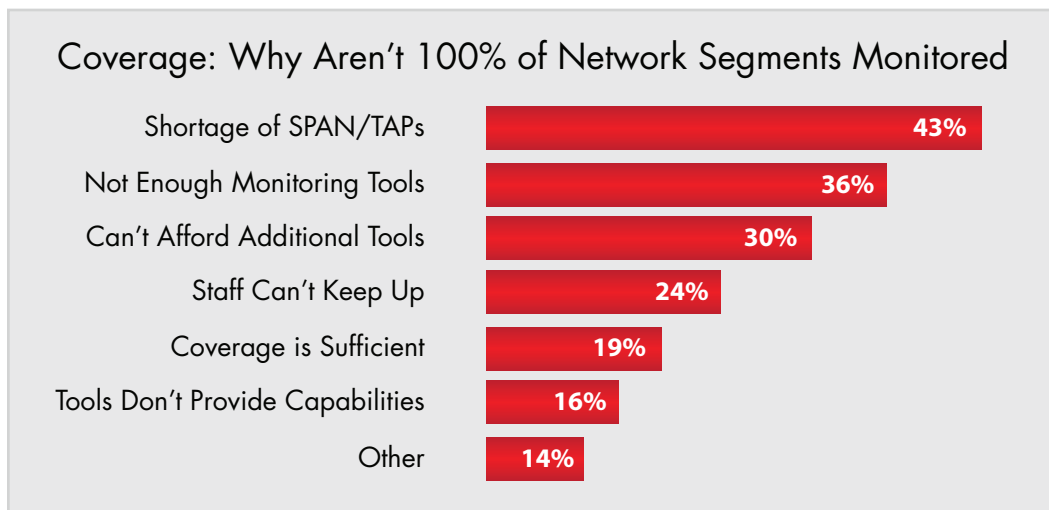 Coverage: Why Aren't 100% of Network Segments Monitored
Shortage of SPAN/TAPs 43%
Not Enough Monitoring Tools 36%
Can't Afford Additional Tools 30%
Staff Can't Keep Up 24%
Coverage is Sufficient 19%
Tools Don't Provide Capabilities 16%
Other 14%